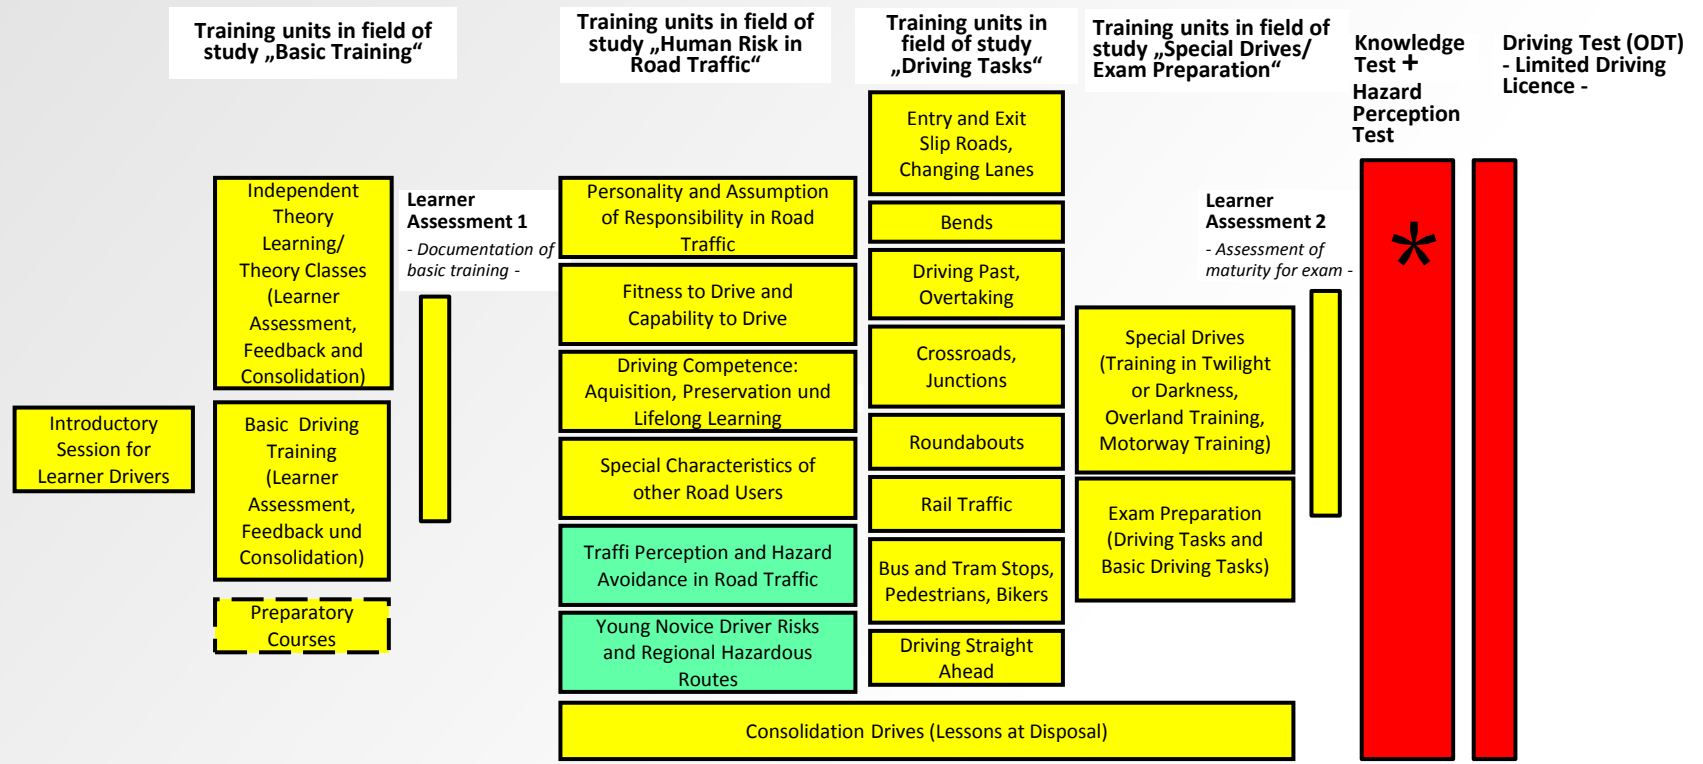 Training units in field of
study „Basic Training“
Training units in field of
study „Human Risk in
Road Traffic“
Training units in
field of study
„Driving Tasks“
Training units in field of
study „Special Drives/
Exam Preparation“
Knowledge
Test +
Hazard
Perception
Test
Driving Test (ODT)
- Limited Driving
Licence -
Introductory
Session for
Learner Drivers
Independent
Theory
Learning/
Theory Classes
(Learner
Assessment,
Feedback and
Consolidation)
Basic Driving
Training
(Learner
Assessment,
Feedback und
Consolidation)
Preparatory
Courses
Learner
Assessment 1
- Documentation of
basic training -
Personality and Assumption
of Responsibility in Road
Traffic
Fitness to Drive and
Capability to Drive
Driving Competence:
Aquisition, Preservation und
Lifelong Learning
Special Characteristics of
other Road Users
Traffi Perception and Hazard
Avoidance in Road Traffic
Young Novice Driver Risks
and Regional Hazardous
Routes
Entry and Exit
Slip Roads,
Changing Lanes
Bends
Driving Past,
Overtaking
Crossroads,
Junctions
Roundabouts
Rail Traffic
Bus and Tram Stops,
Pedestrians, Bikers
Driving Straight
Ahead
Special Drives
(Training in Twilight
or Darkness,
Overland Training,
Motorway Training)
Exam Preparation
(Driving Tasks and
Basic Driving Tasks)
Consolidation Drives (Lessons at Disposal)
Learner
Assessment 2
- Assessment of
maturity for exam -
*